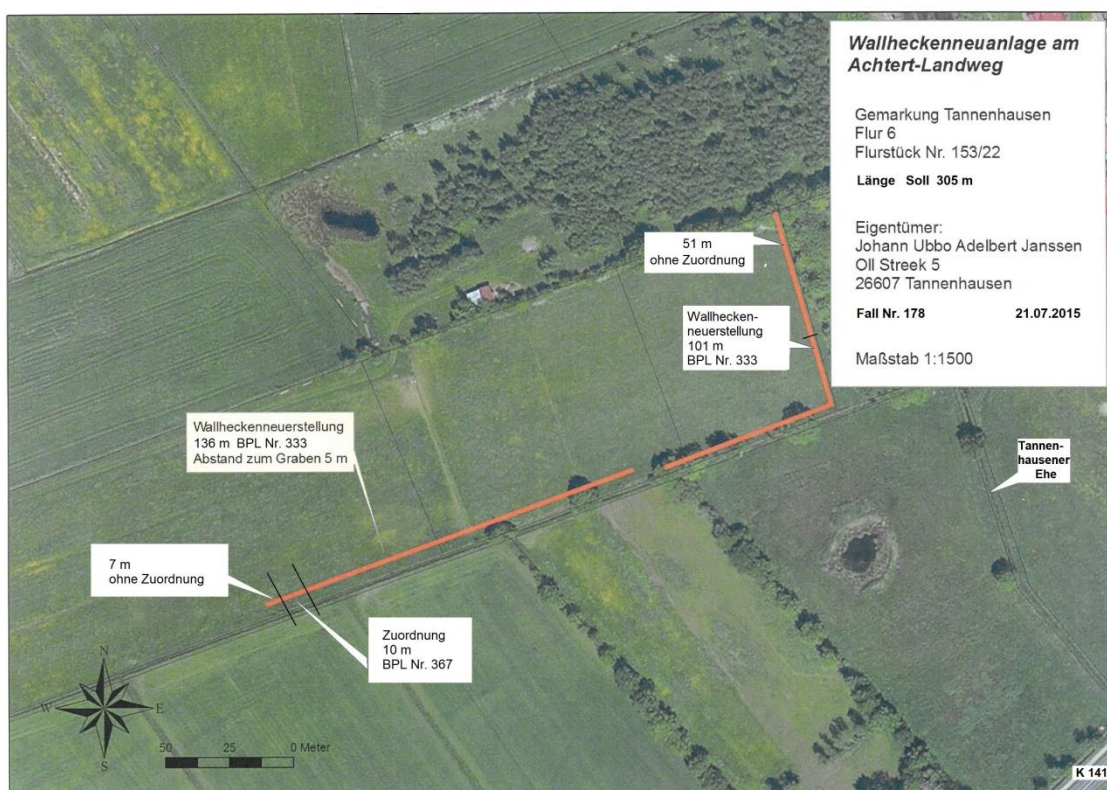 Wallheckenneuanlage am
Achtert-Landweg
Gemarkung Tannenhausen
Flur 6
Flurstück Nr. 153/22
Länge Soll 305 m
Eigentümer:
Johann Ubbo Adelbert Janssen
Oll Streek 5
26607 Tannenhausen
Fall Nr. 178 21.07.2015
Maßstab 1:1500
51 m
ohne Zuordnung
Wallhecken-
neuerstellung
101 m
BPL Nr. 333
Wallheckenneuerstellung
136 m BPL Nr. 333
Abstand zum Graben 5 m
Tannen-
hausener
Ehe
7 m
ohne Zuordnung
Zuordnung
10 m
BPL Nr. 367
N
W E
S
50 25 0 Meter
K 141